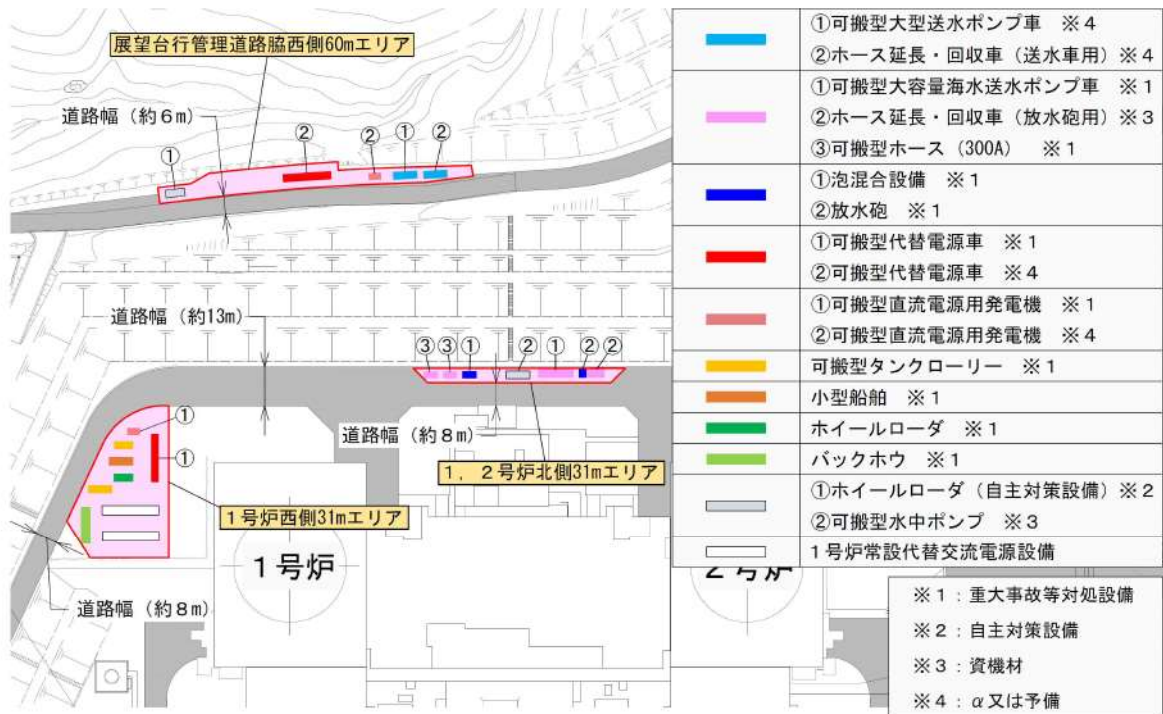 展望台行管理道路脇西側60mエリア
道路幅（約６m）
①
②
②
①
②
道路幅（約13m）
③
③
①
②
①
②
②
道路幅（約８m）
１，２号炉北側31mエリア
①
①
１号炉西側31mエリア
道路幅（約８m）
１号炉
２号炉
①可搬型大型送水ポンプ車　※４
②ホース延長・回収車（送水車用）※４
①可搬型大容量海水送水ポンプ車　※１
②ホース延長・回収車（放水砲用）※３
③可搬型ホース（300A）　※１
①泡混合設備　※１
②放水砲　※１
①可搬型代替電源車　※１
②可搬型代替電源車　※４
①可搬型直流電源用発電機　※１
②可搬型直流電源用発電機　※４
可搬型タンクローリー　※１
小型船舶　※１
ホイールローダ　※１
バックホウ　※１
①ホイールローダ（自主対策設備）※２
②可搬型水中ポンプ　※３
１号炉常設代替交流電源設備
※１：重大事故等対処設備
※２：自主対策設備
※３：資機材
※４：α又は予備